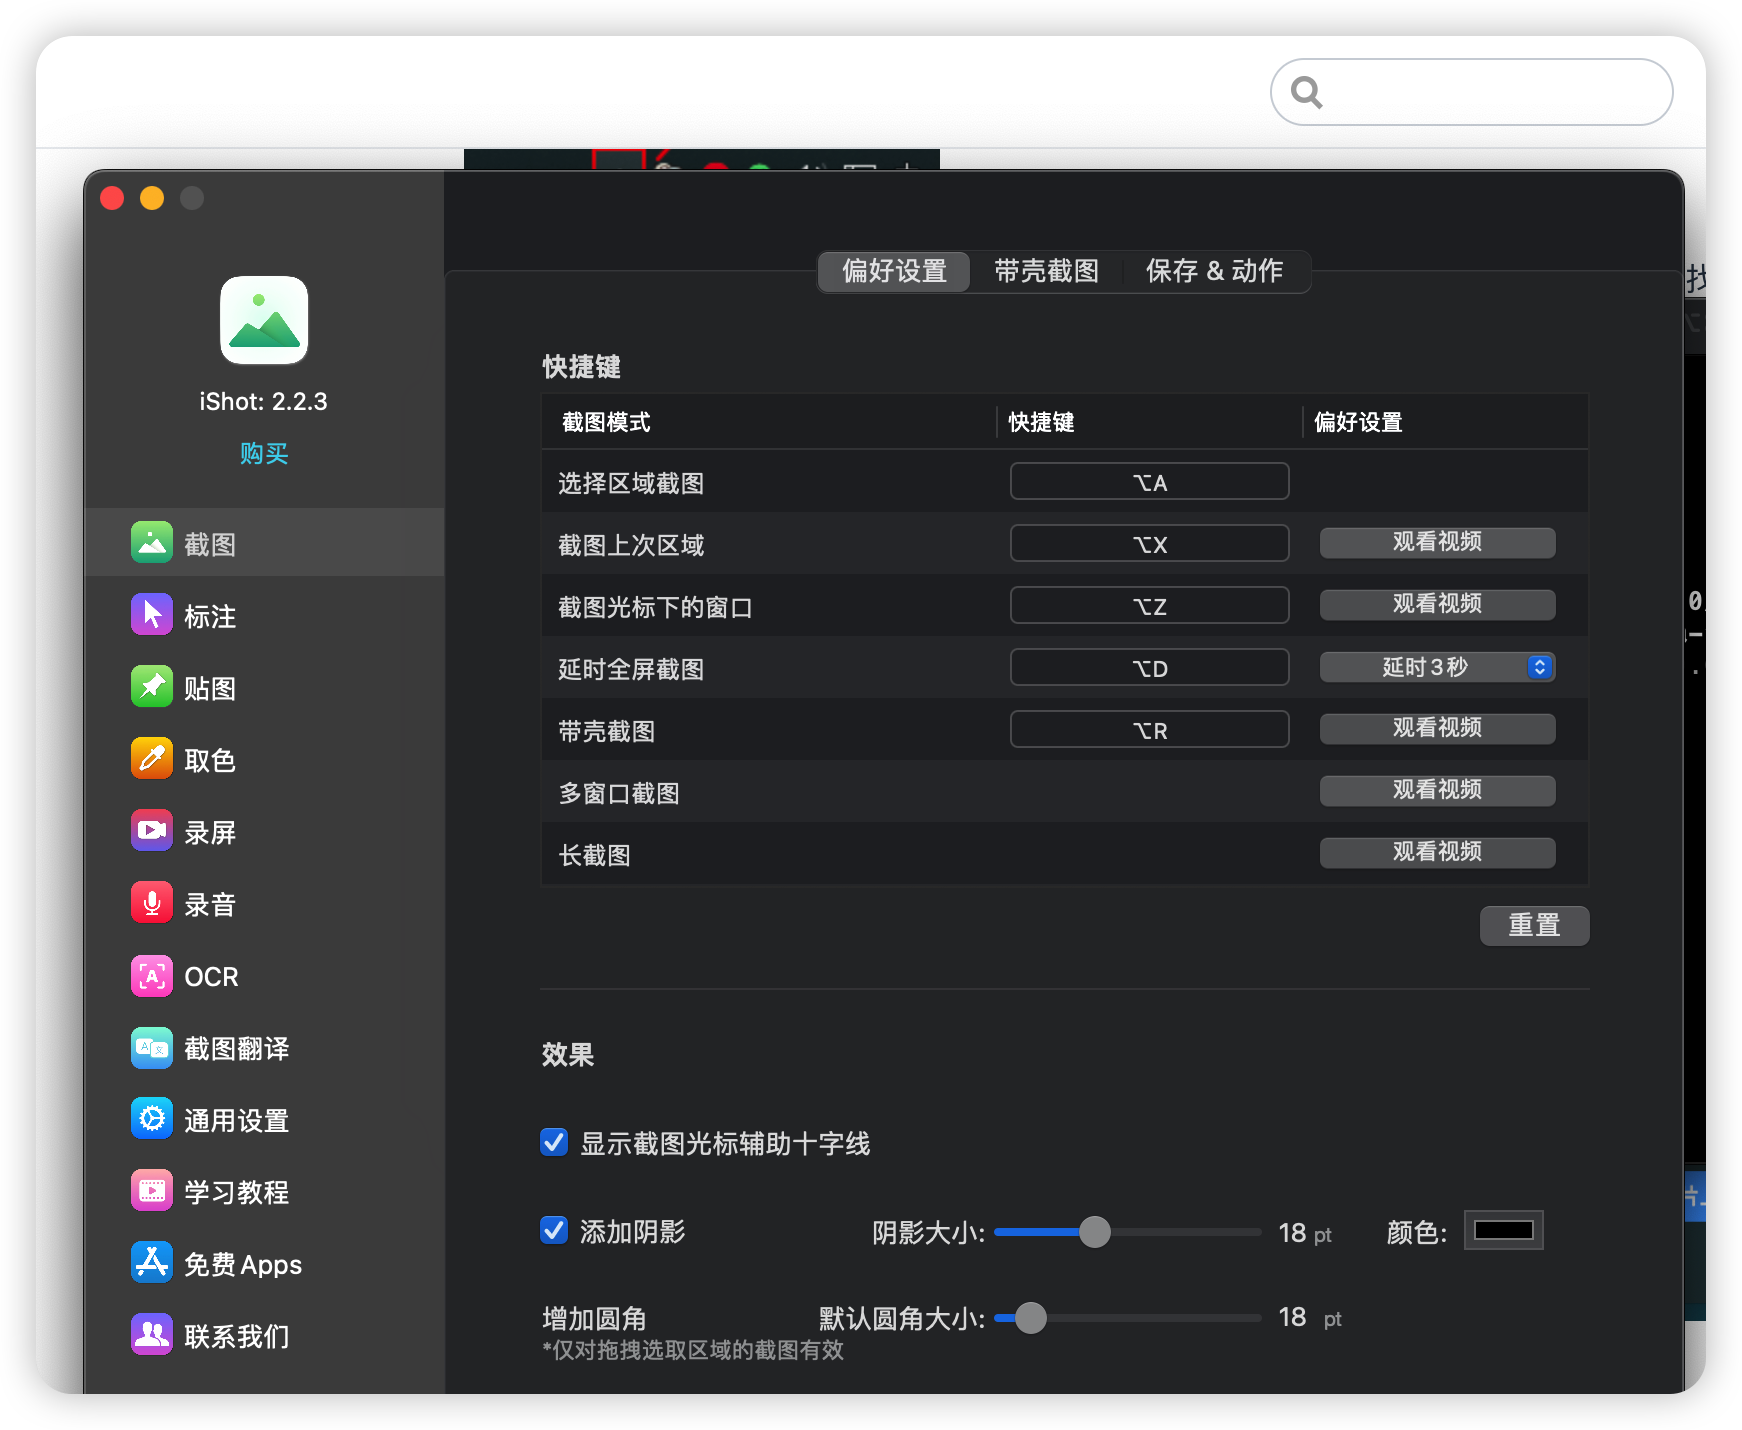 偏好设置 带壳截图 保存 & 动作
iShot: 2.2.3
购买
截图
标注
贴图
取色
录屏
录音
OCR
截图翻译
通用设置
学习教程
免费 Apps
联系我们
快捷键
截图模式 快捷键 偏好设置
选择区域截图 ⌥A
截图上次区域 ⌥X 观看视频
截图光标下的窗口 ⌥Z 观看视频
延时全屏截图 ⌥D 延时3秒
带壳截图 ⌥R 观看视频
多窗口截图 观看视频
长截图 观看视频
重置
效果
显示截图光标辅助十字线
添加阴影 阴影大小: 18 pt 颜色:
增加圆角 默认圆角大小: 18 pt
*仅对拖拽选取区域的截图有效